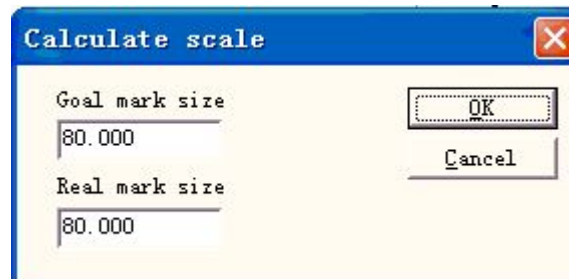 Calculate scale
Goal mark size
80.000
OK
Cancel
Real mark size
80.000